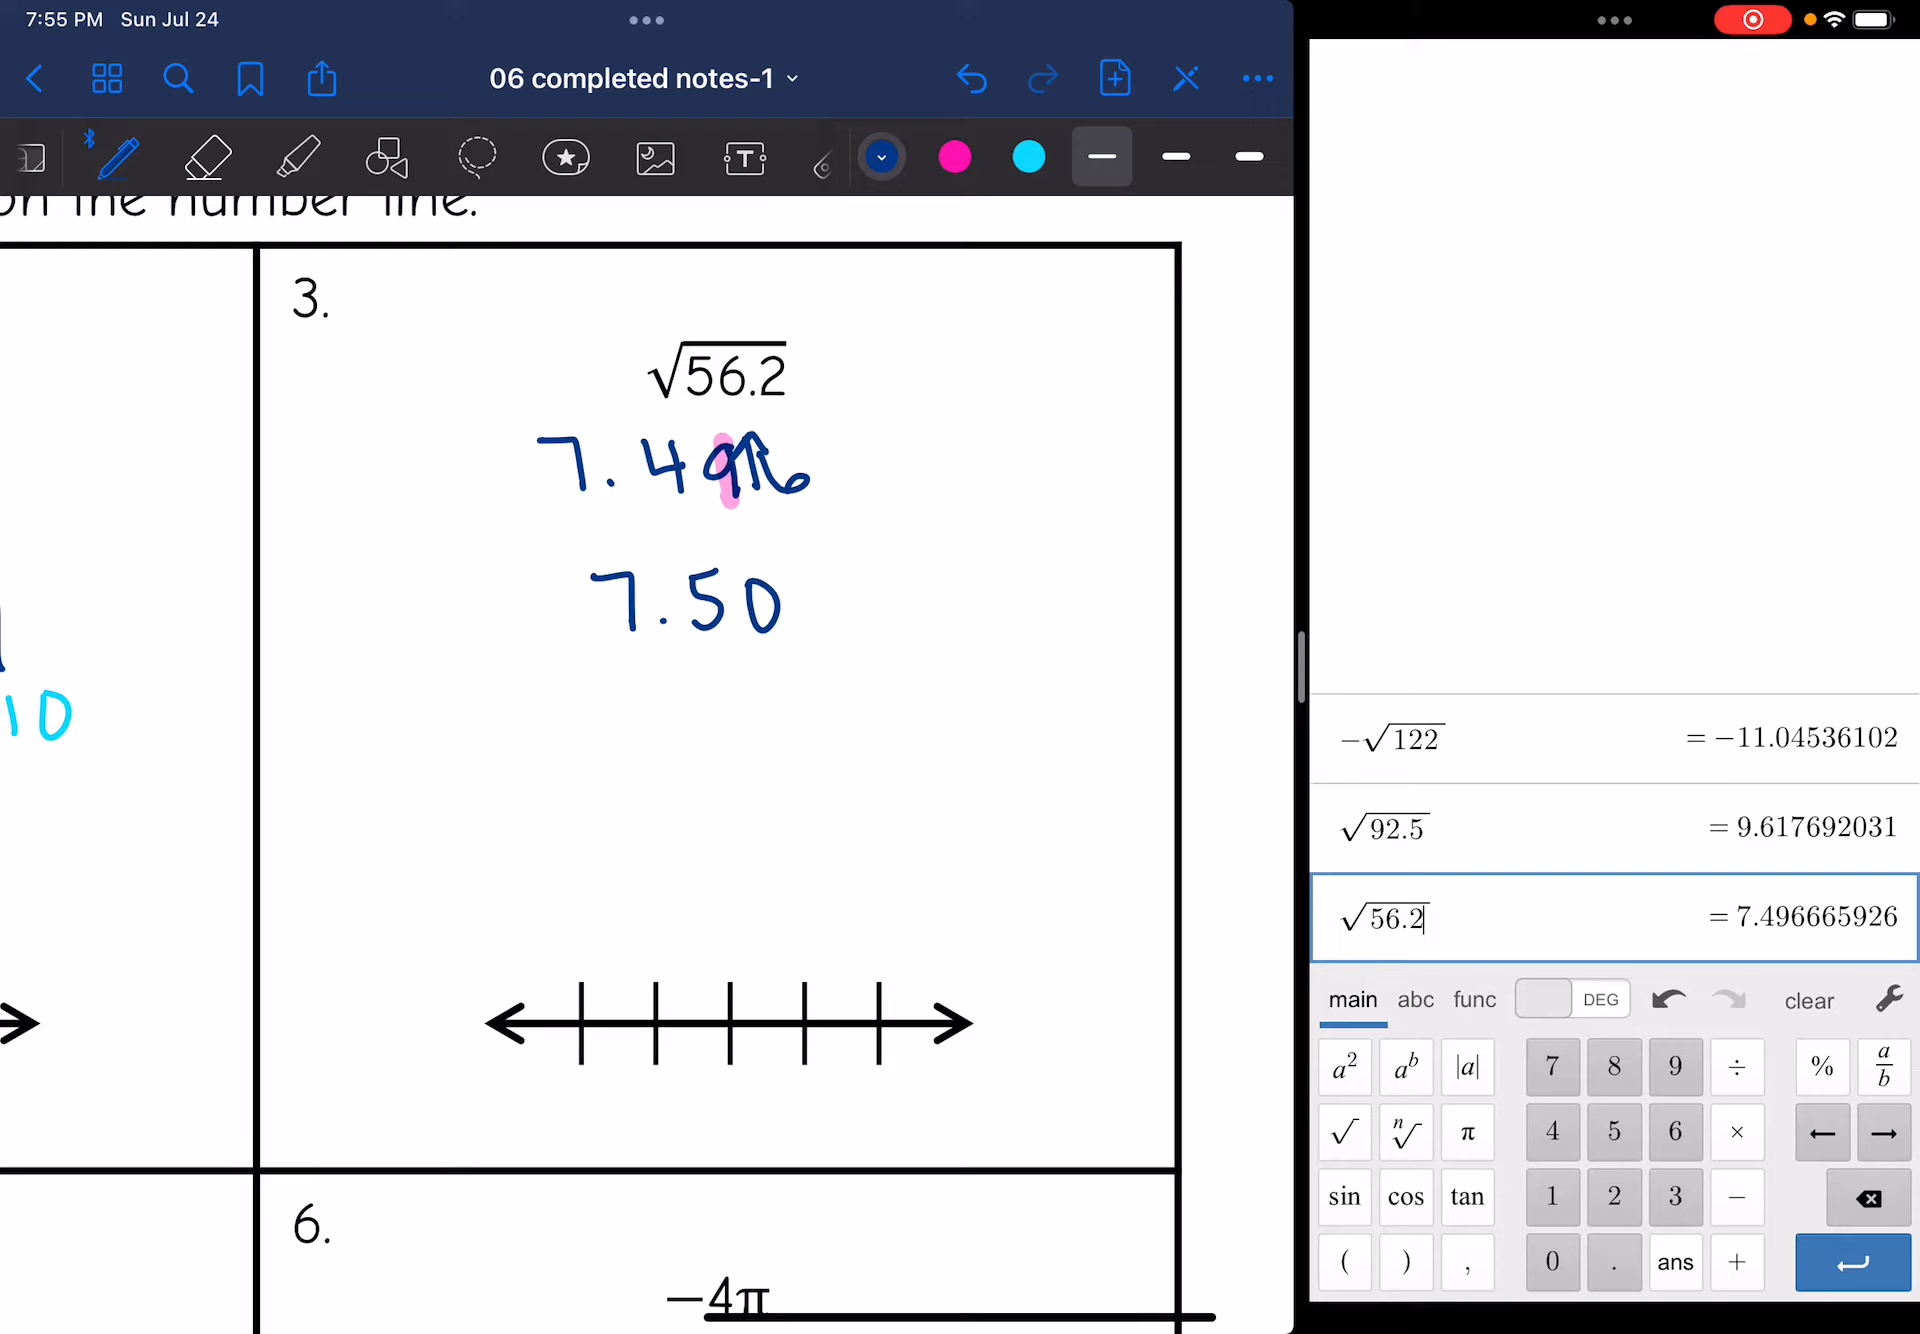 7:55 PM Sun Jul 24
06 completed notes-1
T
on the number line.
3.
√56.2
7.496
7.50
10
6.
−4π
−√122 = −11.04536102
√92.5 = 9.617692031
√56.2 = 7.496665926
main abc func DEG clear
a² aᵇ |a| 7 8 9 ÷ % a/b
√ ⁿ√ π 4 5 6 × ← →
sin cos tan 1 2 3 −
( ) , 0 . ans +